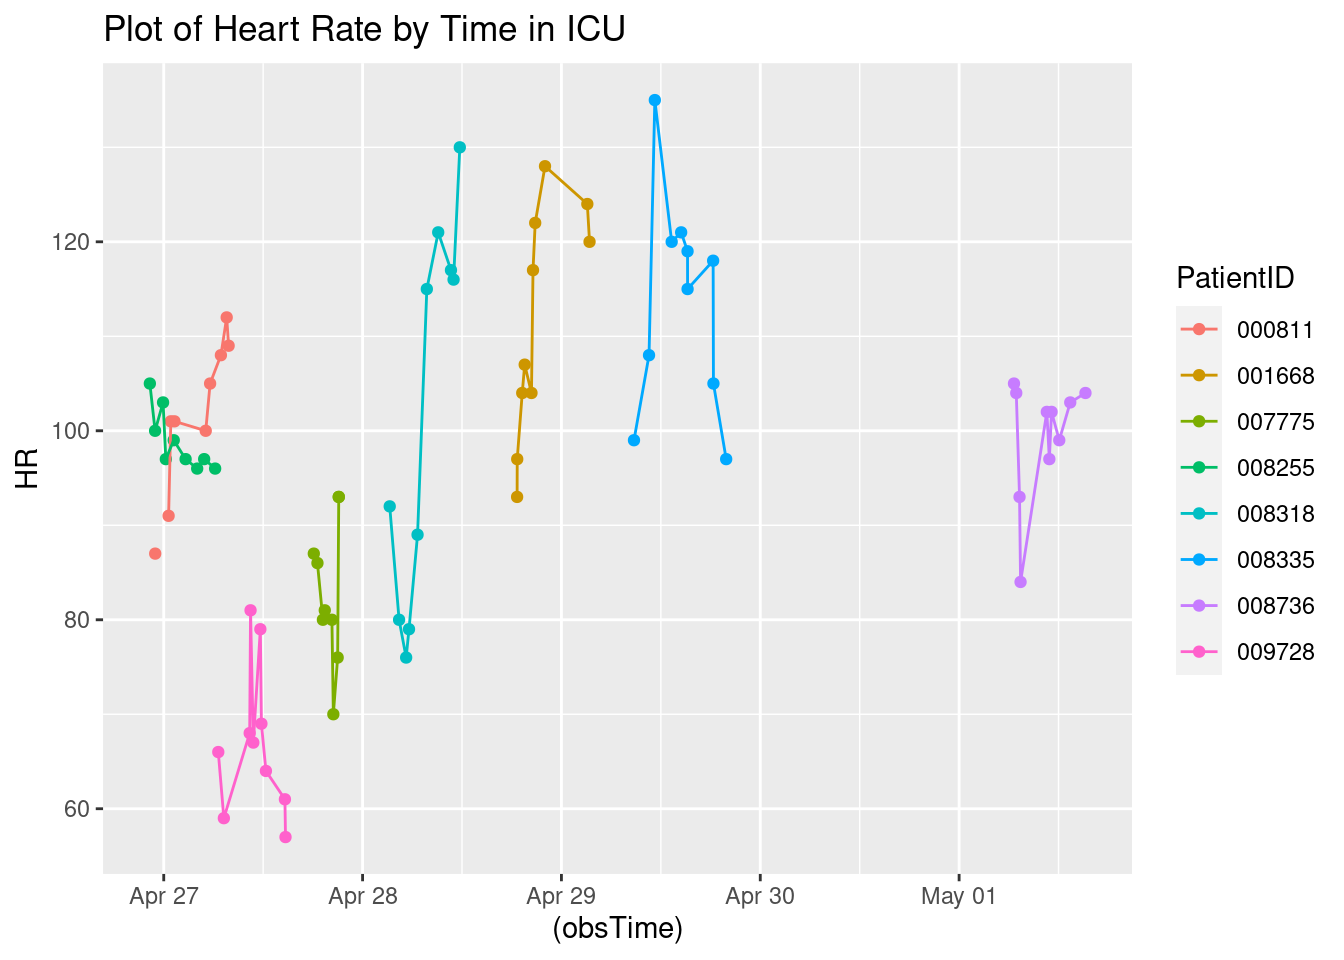 Plot of Heart Rate by Time in ICU
HR
120
100
80
60
Apr 27
Apr 28
Apr 29
Apr 30
May 01
(obsTime)
PatientID
000811
001668
007775
008255
008318
008335
008736
009728